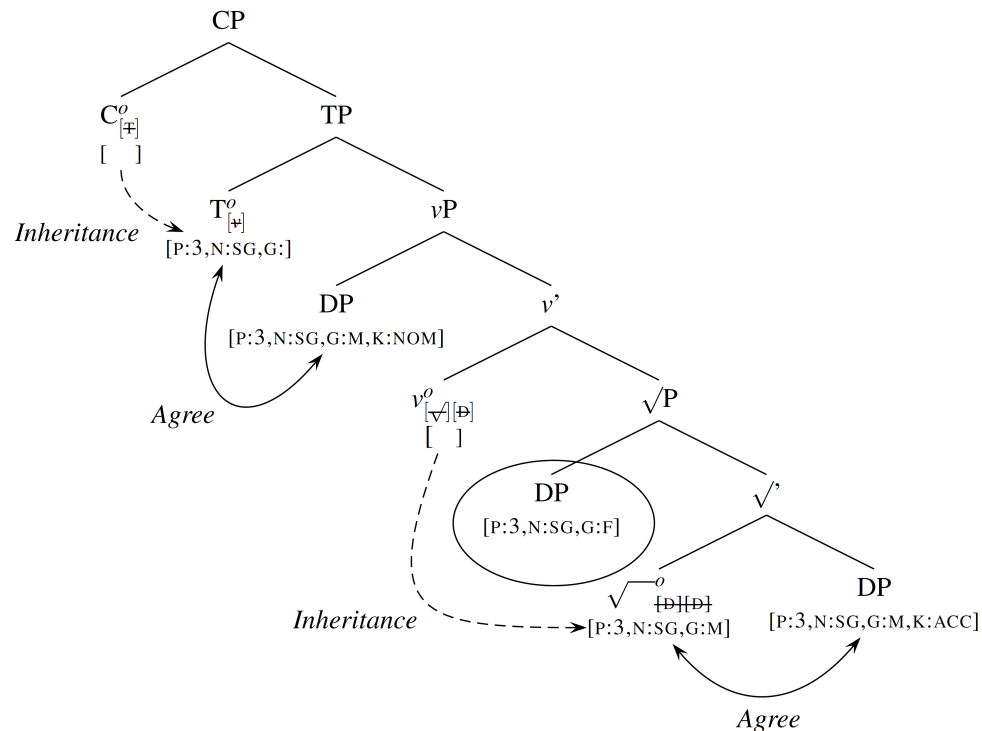 CP
C°[T̶] TP
[ ]
T°[v̶] vP
Inheritance
[P:3,N:SG,G:]
DP v’
[P:3,N:SG,G:M,K:NOM]
v°[√̶][D̶] √P
Agree
[ ]
DP √’
[P:3,N:SG,G:F]
√° [D̶][D̶] DP
Inheritance [P:3,N:SG,G:M] [P:3,N:SG,G:M,K:ACC]
Agree